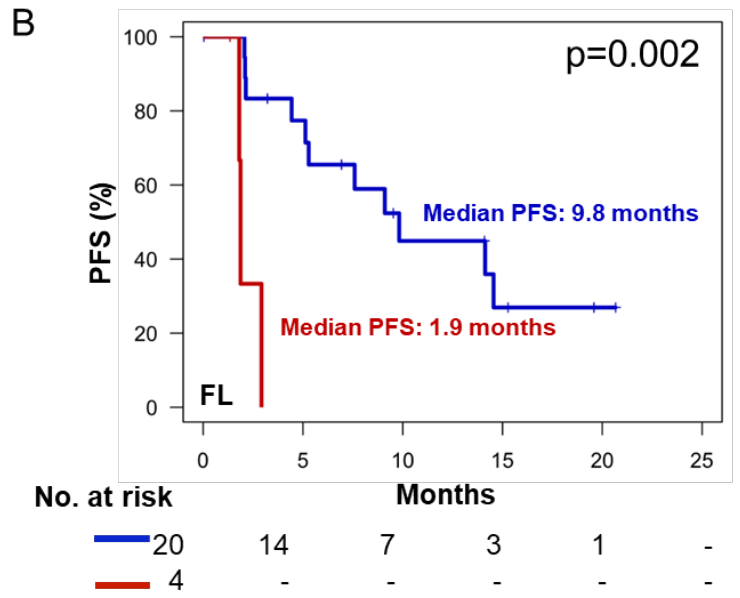 B
p=0.002
100
80
60
40
20
0
PFS (%)
Median PFS: 9.8 months
Median PFS: 1.9 months
FL
0 5 10 15 20 25
No. at risk Months
20 14 7 3 1 -
4 - - - - -